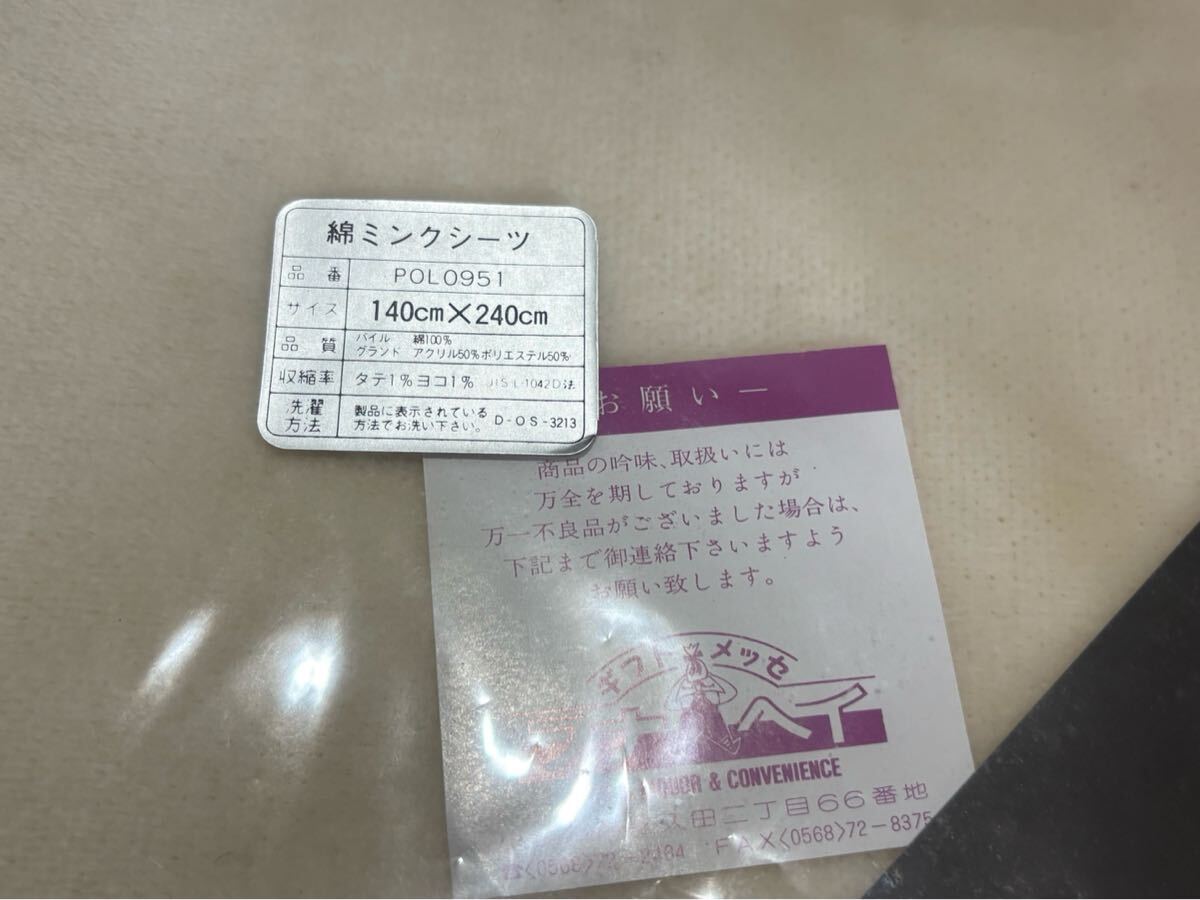 綿ミンクシーツ
品番 POL0951
サイズ 140cm×240cm
品質 パイル 綿100%
グランド アクリル50%ポリエステル50%
収縮率 タテ1%ヨコ1% JIS L-1042D法
洗濯方法 製品に表示されている
方法でお洗い下さい。 D-OS-3213
お願い−
商品の吟味、取扱いには
万全を期しておりますが
万一不良品がございました場合は、
下記まで御連絡下さいますよう
お願い致します。
ギフト メッセ
ヘイ
& CONVENIENCE
田二丁目66番地
FAX<0568>72-8375